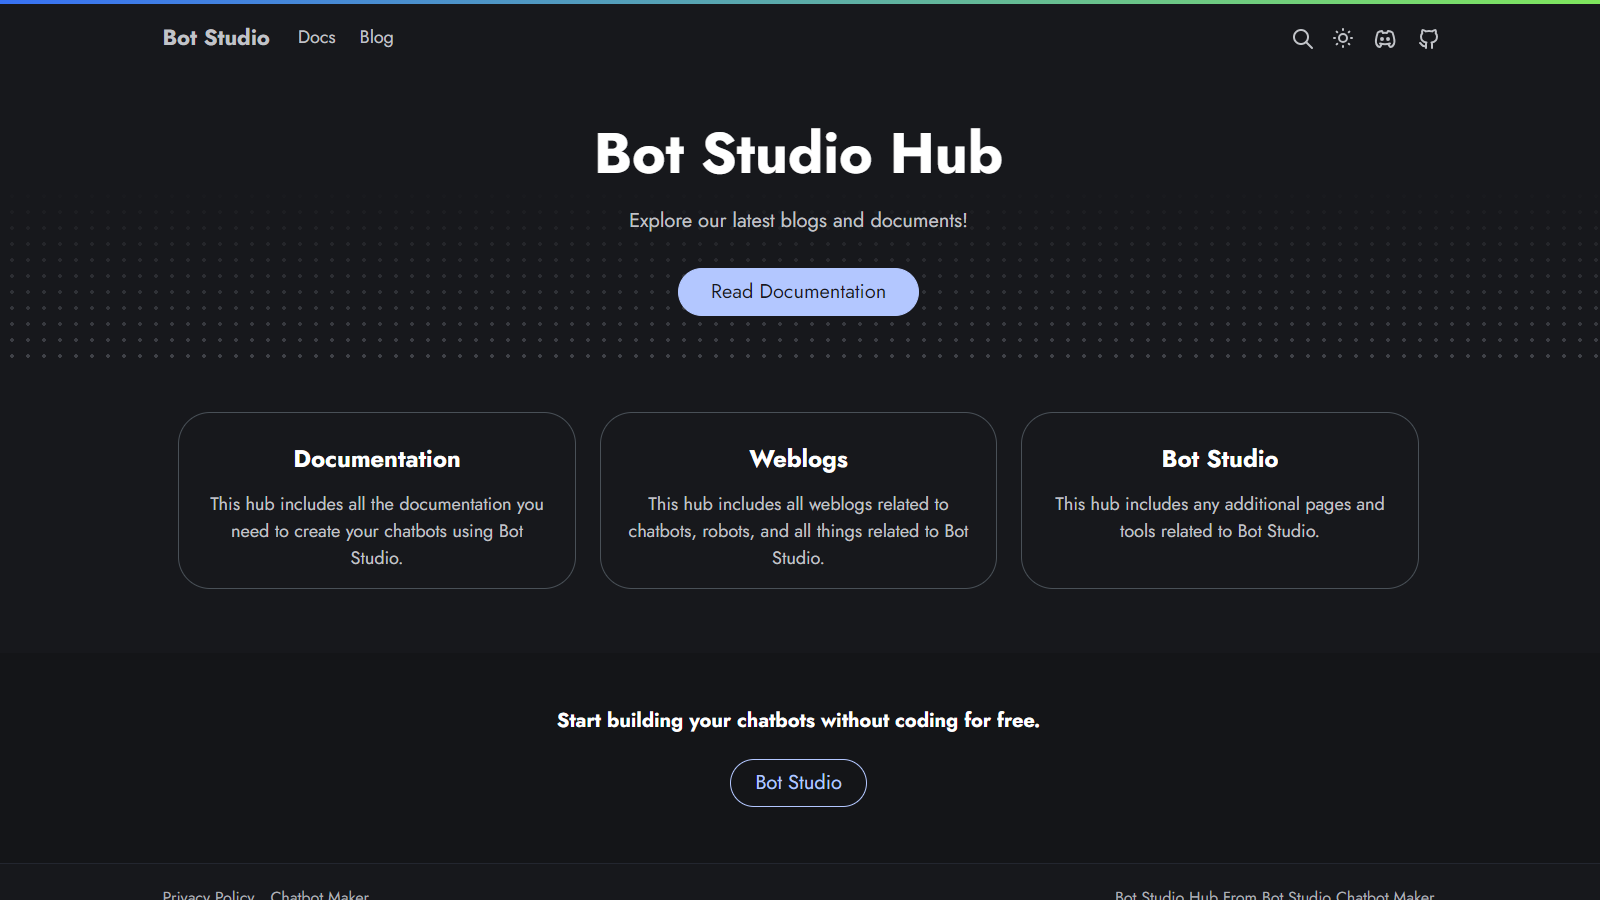 Bot Studio Docs Blog
Bot Studio Hub
Explore our latest blogs and documents!
Read Documentation
Documentation
This hub includes all the documentation you
need to create your chatbots using Bot
Studio.
Weblogs
This hub includes all weblogs related to
chatbots, robots, and all things related to Bot
Studio.
Bot Studio
This hub includes any additional pages and
tools related to Bot Studio.
Start building your chatbots without coding for free.
Bot Studio
Privacy Policy Chatbot Maker
Bot Studio Hub From Bot Studio Chatbot Maker